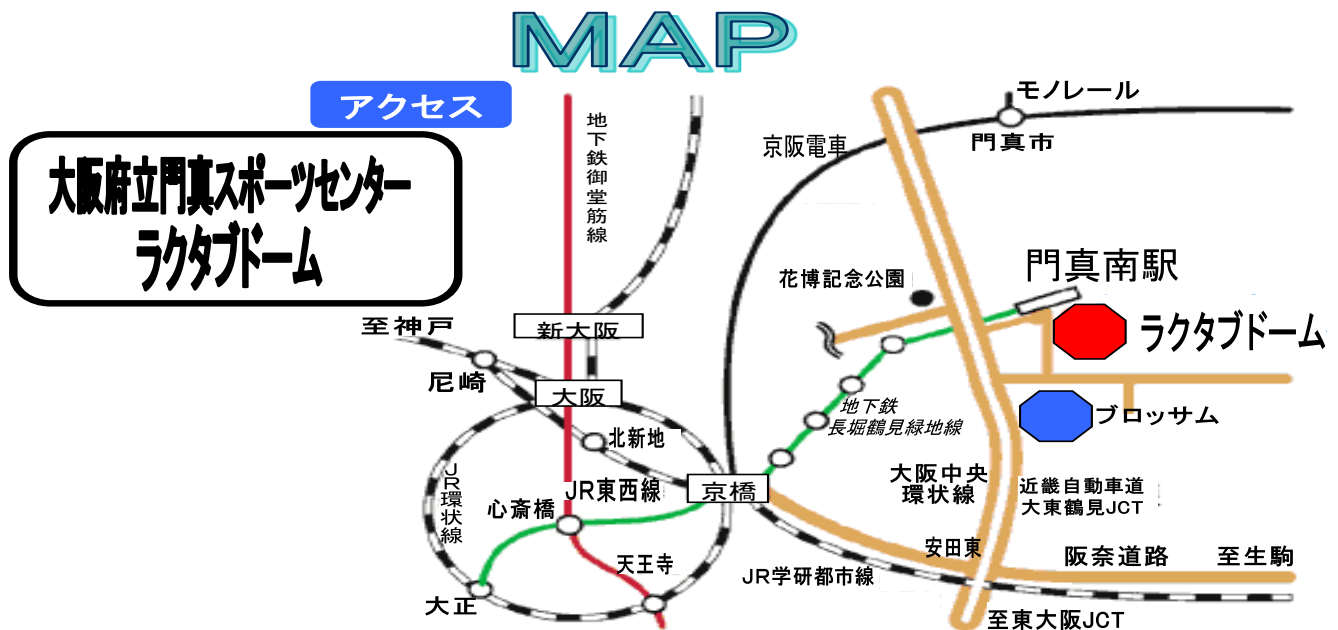 MAP
アクセス
大阪府立門真スポーツセンター
ラクタブドーム
地下鉄御堂筋線
モノレール
京阪電車
門真市
花博記念公園
門真南駅
ラクタブドーム
至神戸
新大阪
尼崎
大阪
地下鉄
長堀鶴見緑地線
ブロッサム
北新地
JR環状線
JR東西線
京橋
大阪中央
環状線
近畿自動車道
大東鶴見JCT
心斎橋
天王寺
安田東
阪奈道路
至生駒
JR学研都市線
大正
至東大阪JCT